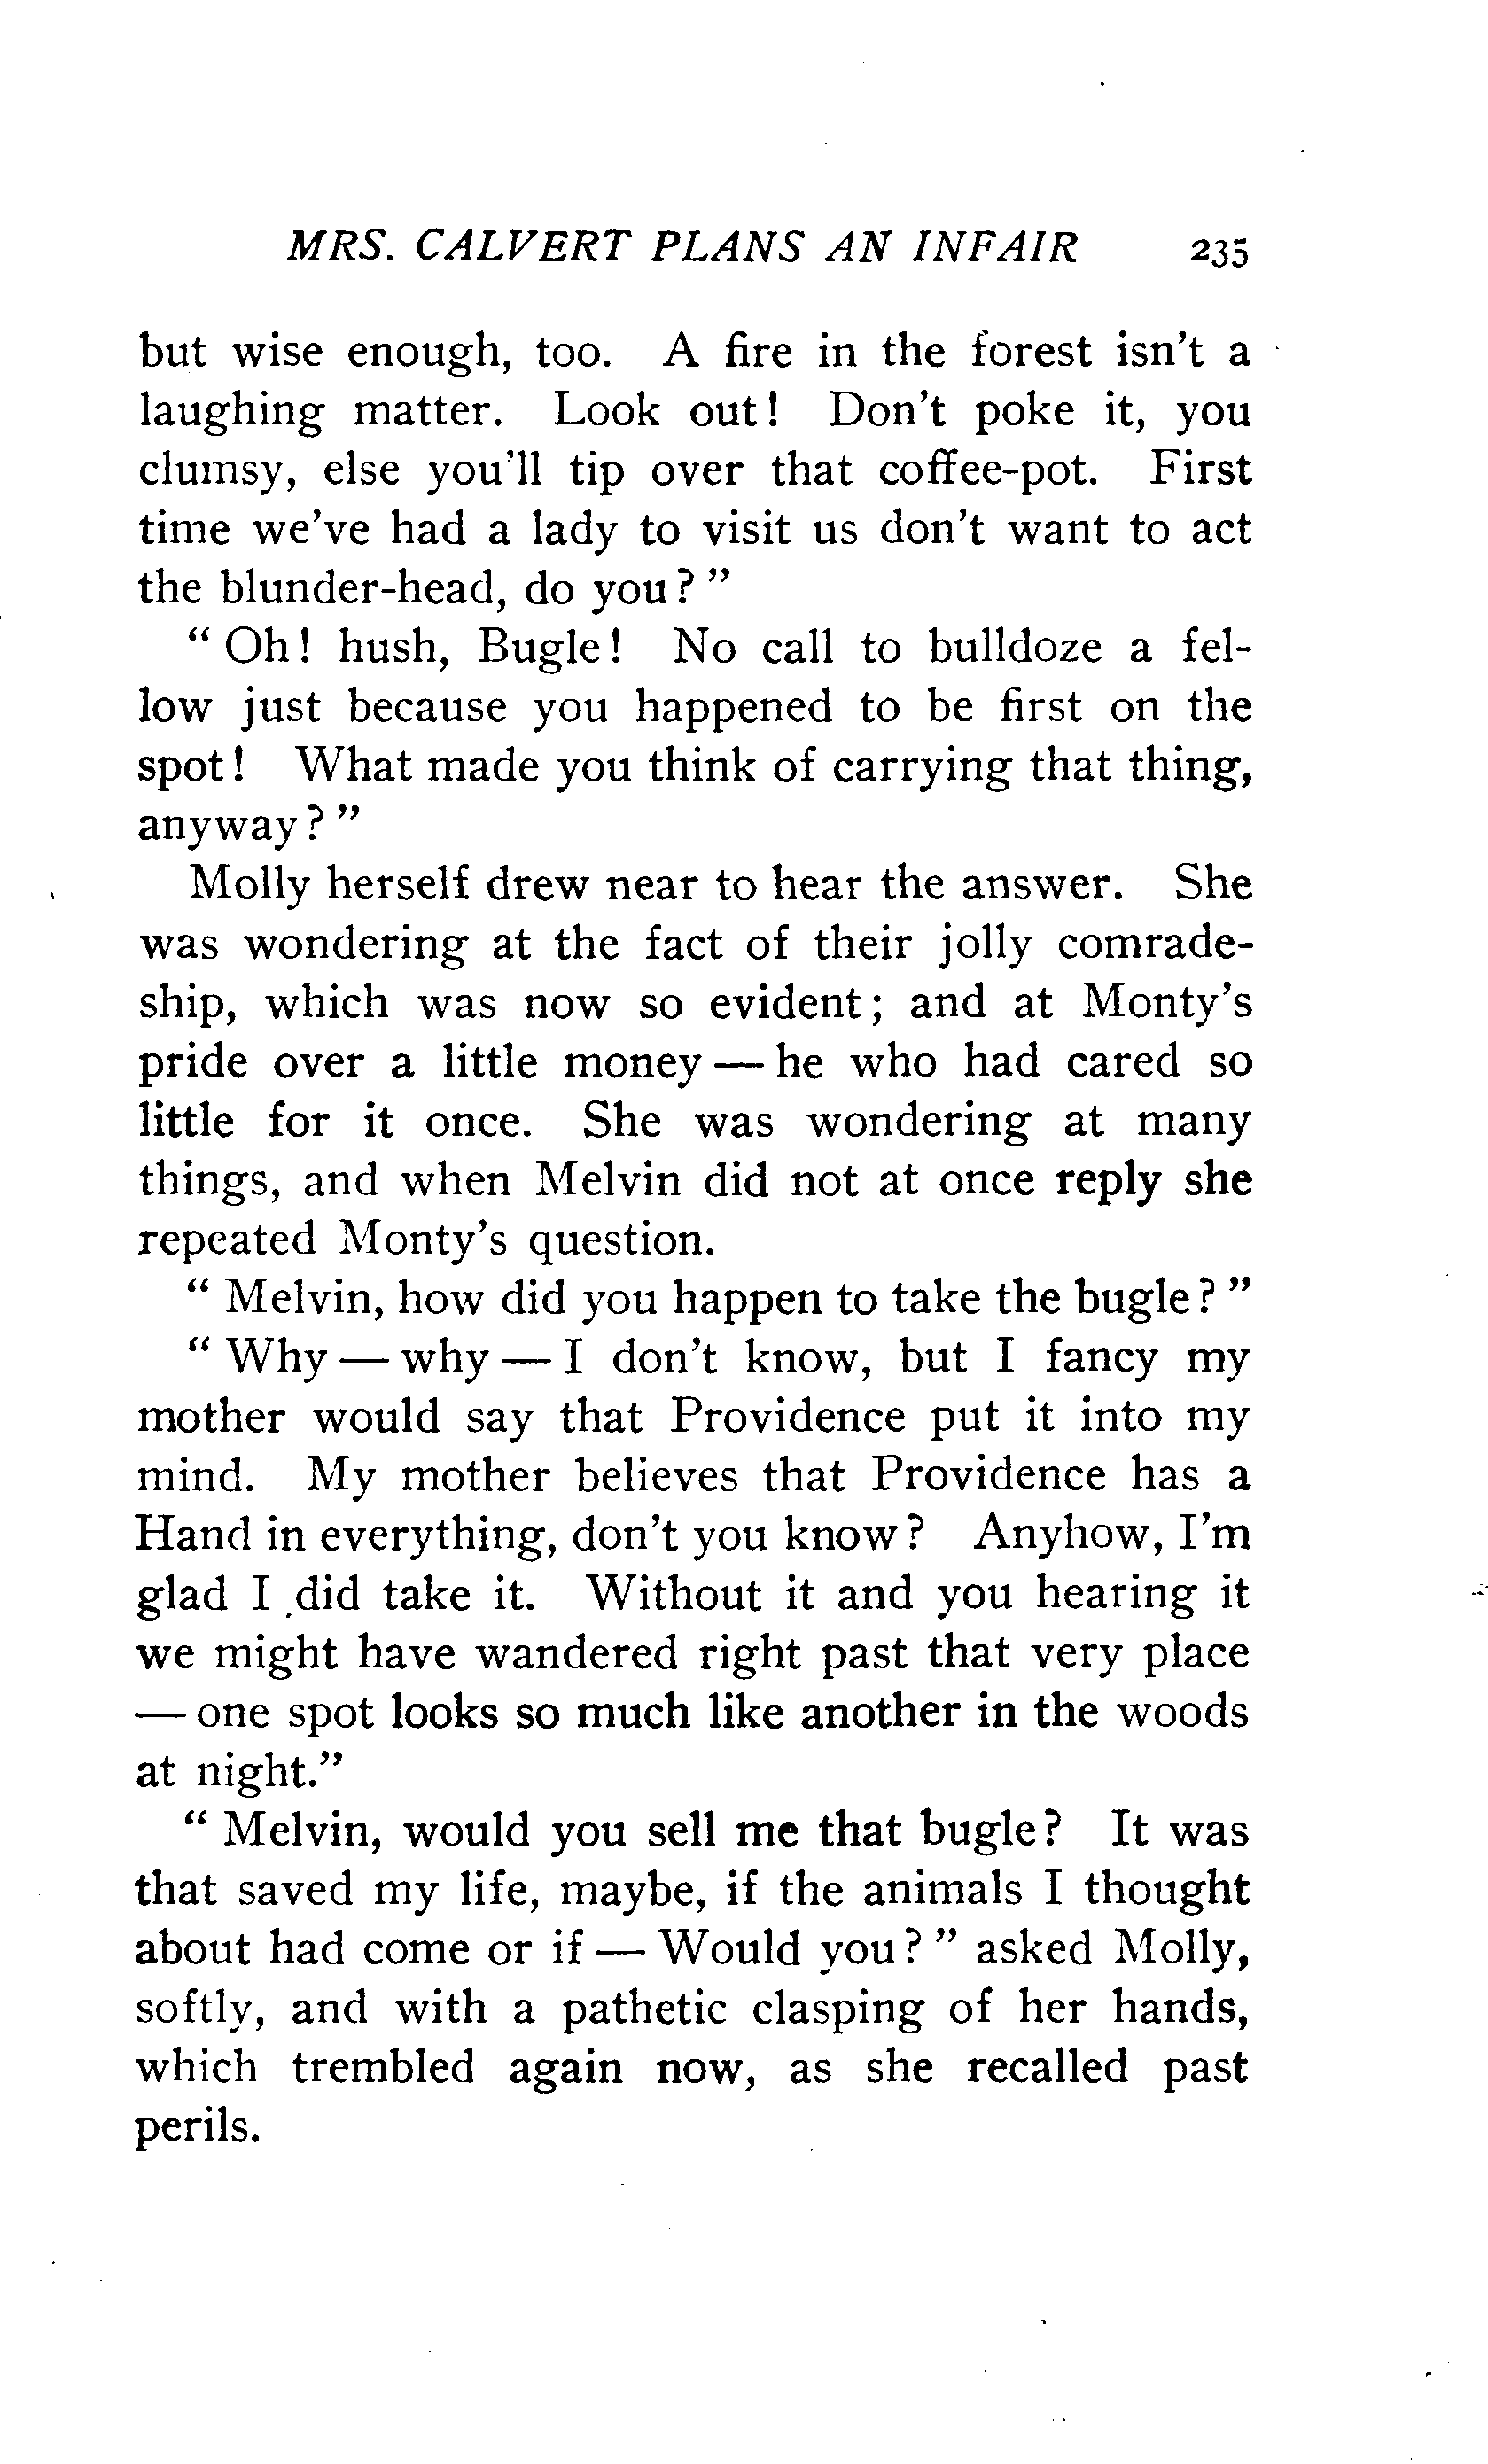 MRS. CALVERT PLANS AN INFAIR 235
but wise enough, too. A fire in the forest isn't a
laughing matter. Look out! Don't poke it, you
clumsy, else you'll tip over that coffee-pot. First
time we've had a lady to visit us don't want to act
the blunder-head, do you?"
"Oh! hush, Bugle! No call to bulldoze a fel-
low just because you happened to be first on the
spot! What made you think of carrying that thing,
anyway?"
Molly herself drew near to hear the answer. She
was wondering at the fact of their jolly comrade-
ship, which was now so evident; and at Monty's
pride over a little money — he who had cared so
little for it once. She was wondering at many
things, and when Melvin did not at once reply she
repeated Monty's question.
"Melvin, how did you happen to take the bugle?"
"Why — why — I don't know, but I fancy my
mother would say that Providence put it into my
mind. My mother believes that Providence has a
Hand in everything, don't you know? Anyhow, I'm
glad I did take it. Without it and you hearing it
we might have wandered right past that very place
— one spot looks so much like another in the woods
at night."
"Melvin, would you sell me that bugle? It was
that saved my life, maybe, if the animals I thought
about had come or if — Would you?" asked Molly,
softly, and with a pathetic clasping of her hands,
which trembled again now, as she recalled past
perils.